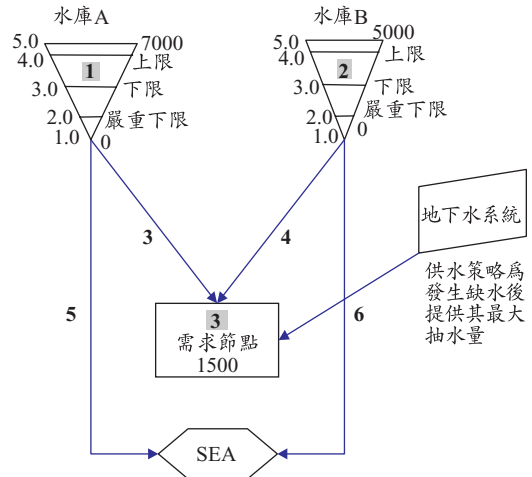 水庫A
5.0
7000
4.0
上限
1
3.0
下限
2.0
嚴重下限
1.0
0
水庫B
5.0
5000
4.0
上限
2
3.0
下限
2.0
嚴重下限
1.0
0
3
4
5
6
地下水系統
供水策略為
發生缺水後
提供其最大
抽水量
3
需求節點
1500
SEA